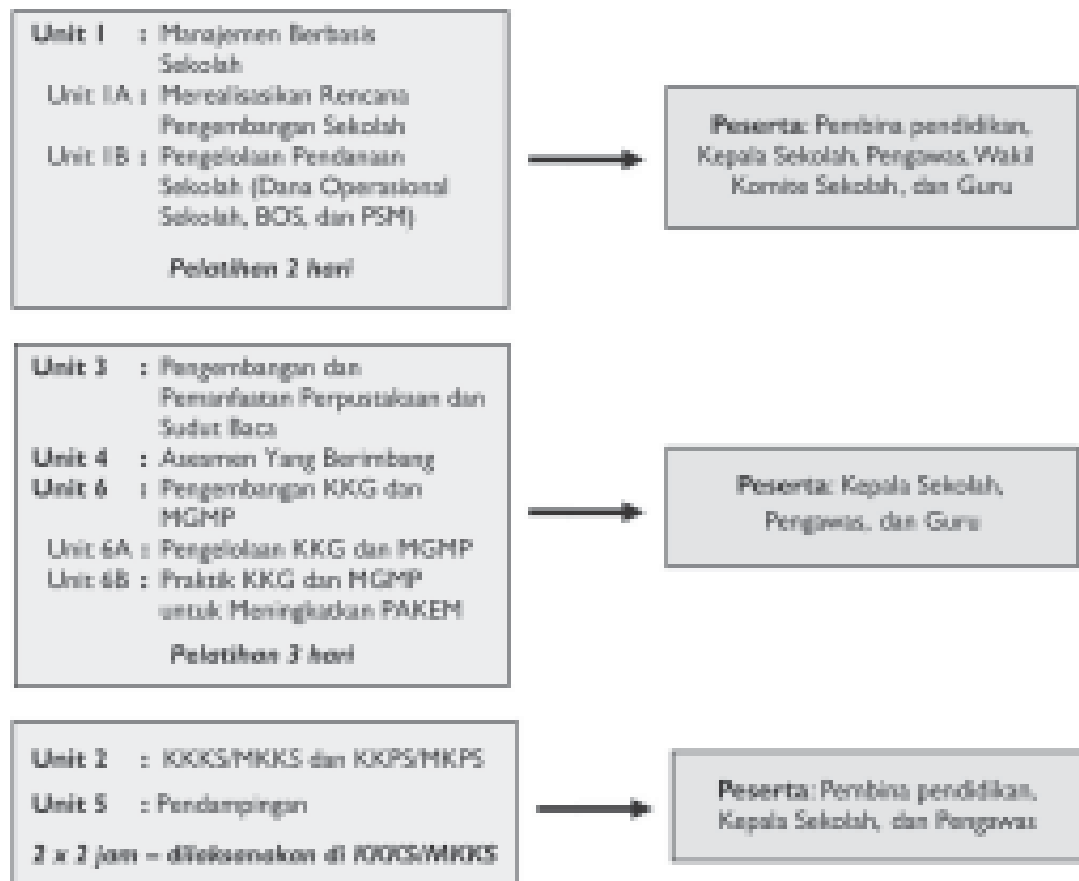 Unit 1 : Manajemen Berbasis
Sekolah
Unit 1A : Merealisasikan Rencana
Pengembangan Sekolah
Unit 1B : Pengelolaan Pendanaan
Sekolah (Dana Operasional
Sekolah, BOS, dan PSM)
Pelatihan 2 hari
Peserta: Pembina pendidikan,
Kepala Sekolah, Pengawas, Wakil
Komite Sekolah, dan Guru
Unit 3 : Pengembangan dan
Pemanfaatan Perpustakaan dan
Sudut Baca
Unit 4 : Asesmen Yang Berimbang
Unit 6 : Pengembangan KKG dan
MGMP
Unit 6A : Pengelolaan KKG dan MGMP
Unit 6B : Praktik KKG dan MGMP
untuk Meningkatkan PAKEM
Pelatihan 3 hari
Peserta: Kepala Sekolah,
Pengawas, dan Guru
Unit 2 : KKKS/MKKS dan KKPS/MKPS
Unit 5 : Pendampingan
2 x 2 jam – dilaksanakan di KKKS/MKKS
Peserta: Pembina pendidikan,
Kepala Sekolah, dan Pengawas